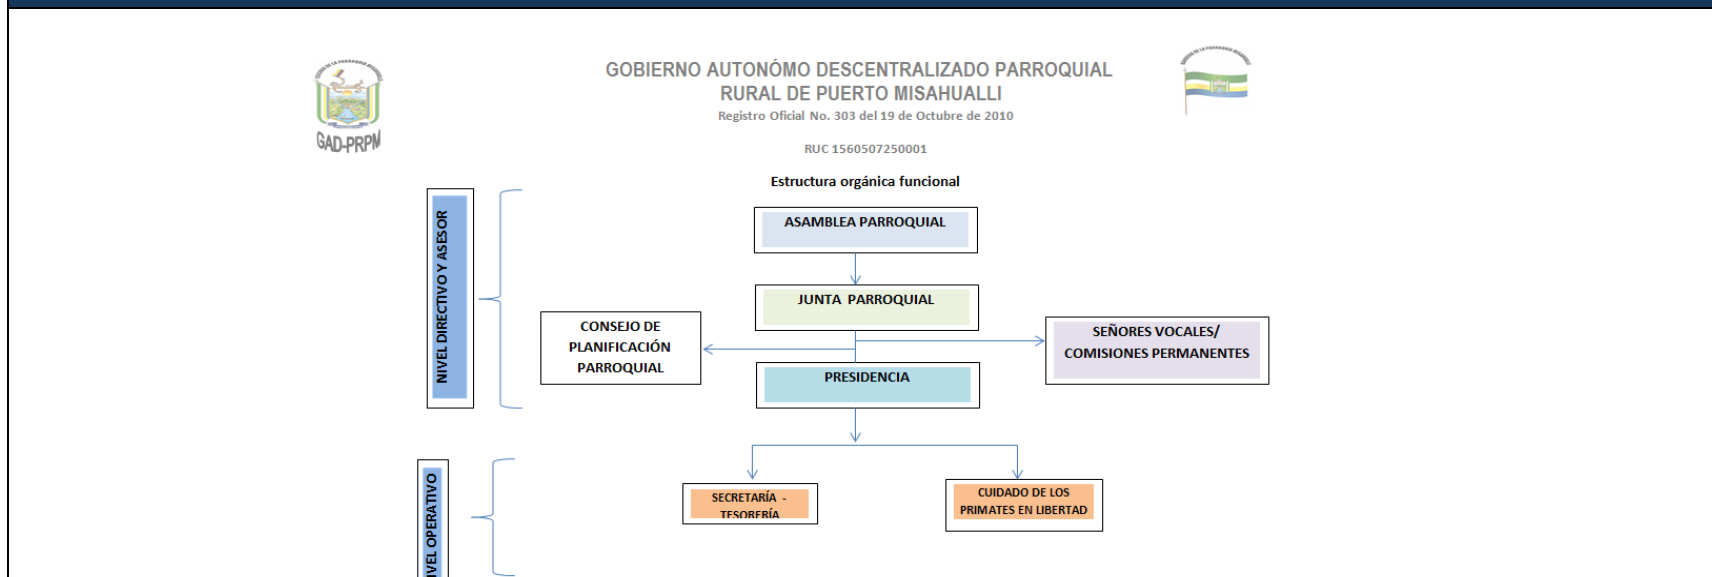 GOBIERNO AUTONÓMO DESCENTRALIZADO PARROQUIAL
RURAL DE PUERTO MISAHUALLI
Registro Oficial No. 303 del 19 de Octubre de 2010
GAD-PRPM
RUC 1560507250001
Estructura orgánica funcional
NIVEL DIRECTIVO Y ASESOR
ASAMBLEA PARROQUIAL
JUNTA PARROQUIAL
CONSEJO DE
PLANIFICACIÓN
PARROQUIAL
SEÑORES VOCALES/
COMISIONES PERMANENTES
PRESIDENCIA
IVEL OPERATIVO
SECRETARÍA -
TESORERÍA
CUIDADO DE LOS
PRIMATES EN LIBERTAD